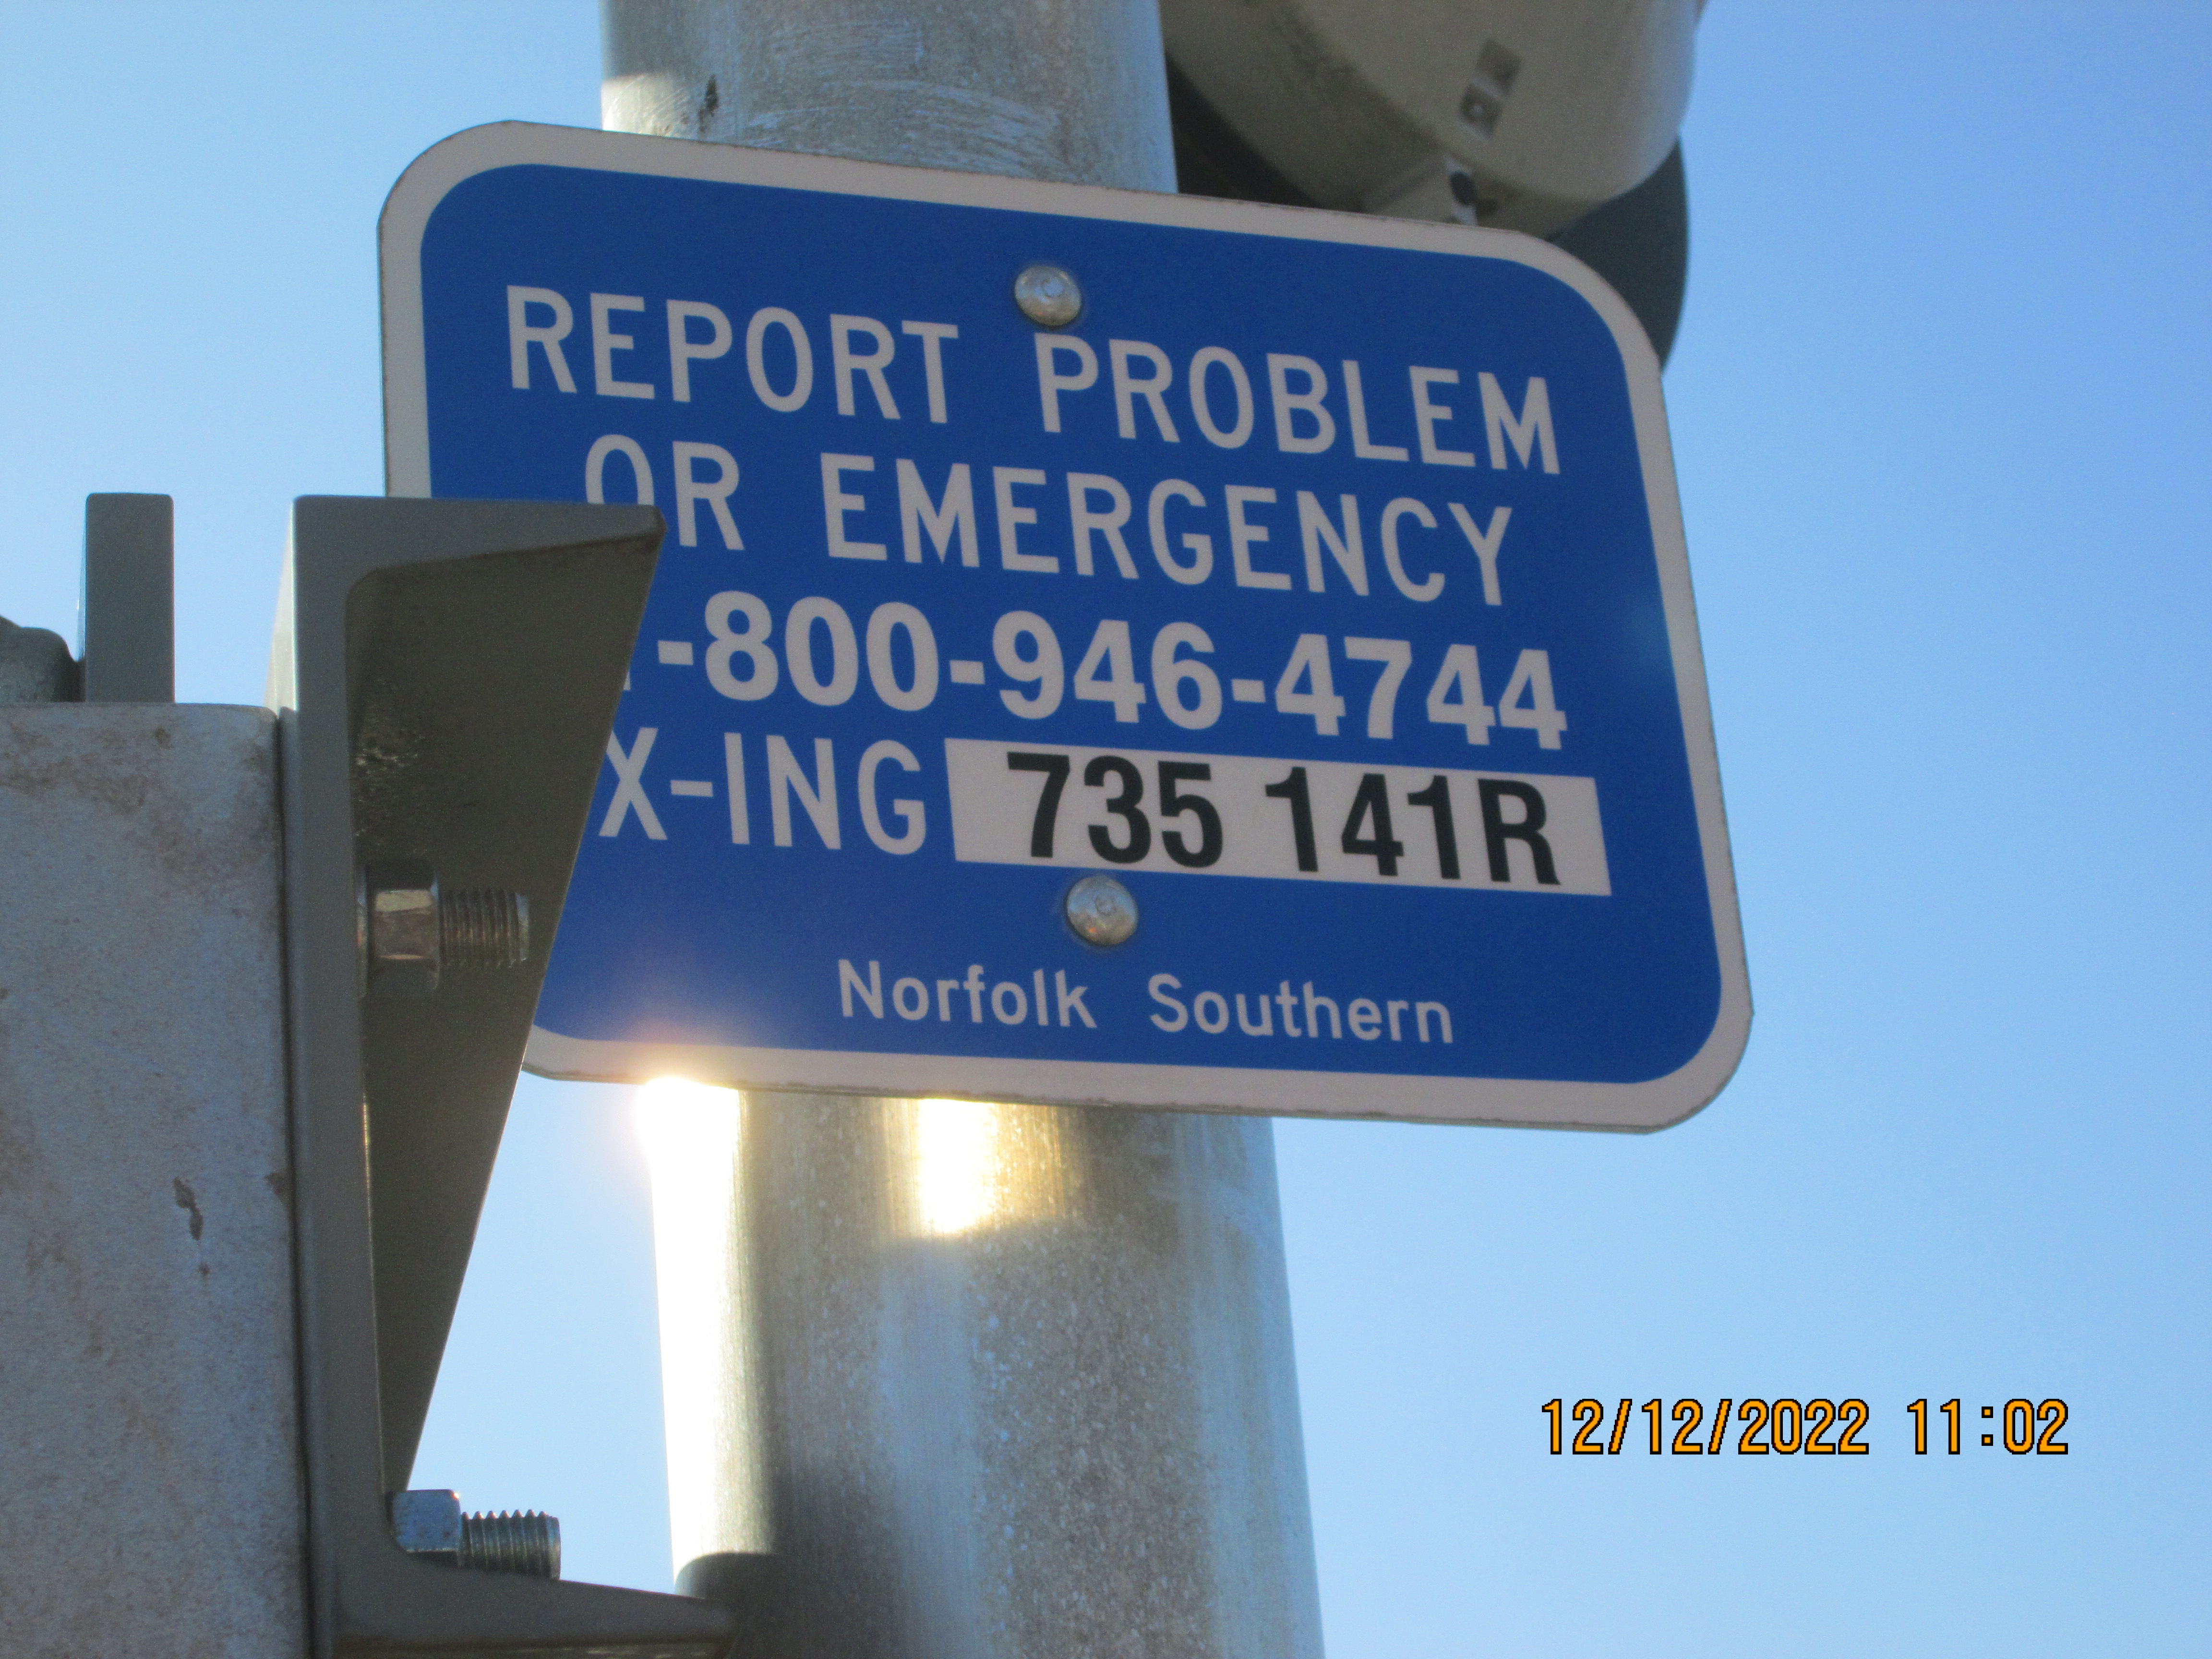 REPORT PROBLEM
OR EMERGENCY
-800-946-4744
X-ING 735 141R
Norfolk Southern
12/12/2022 11:02